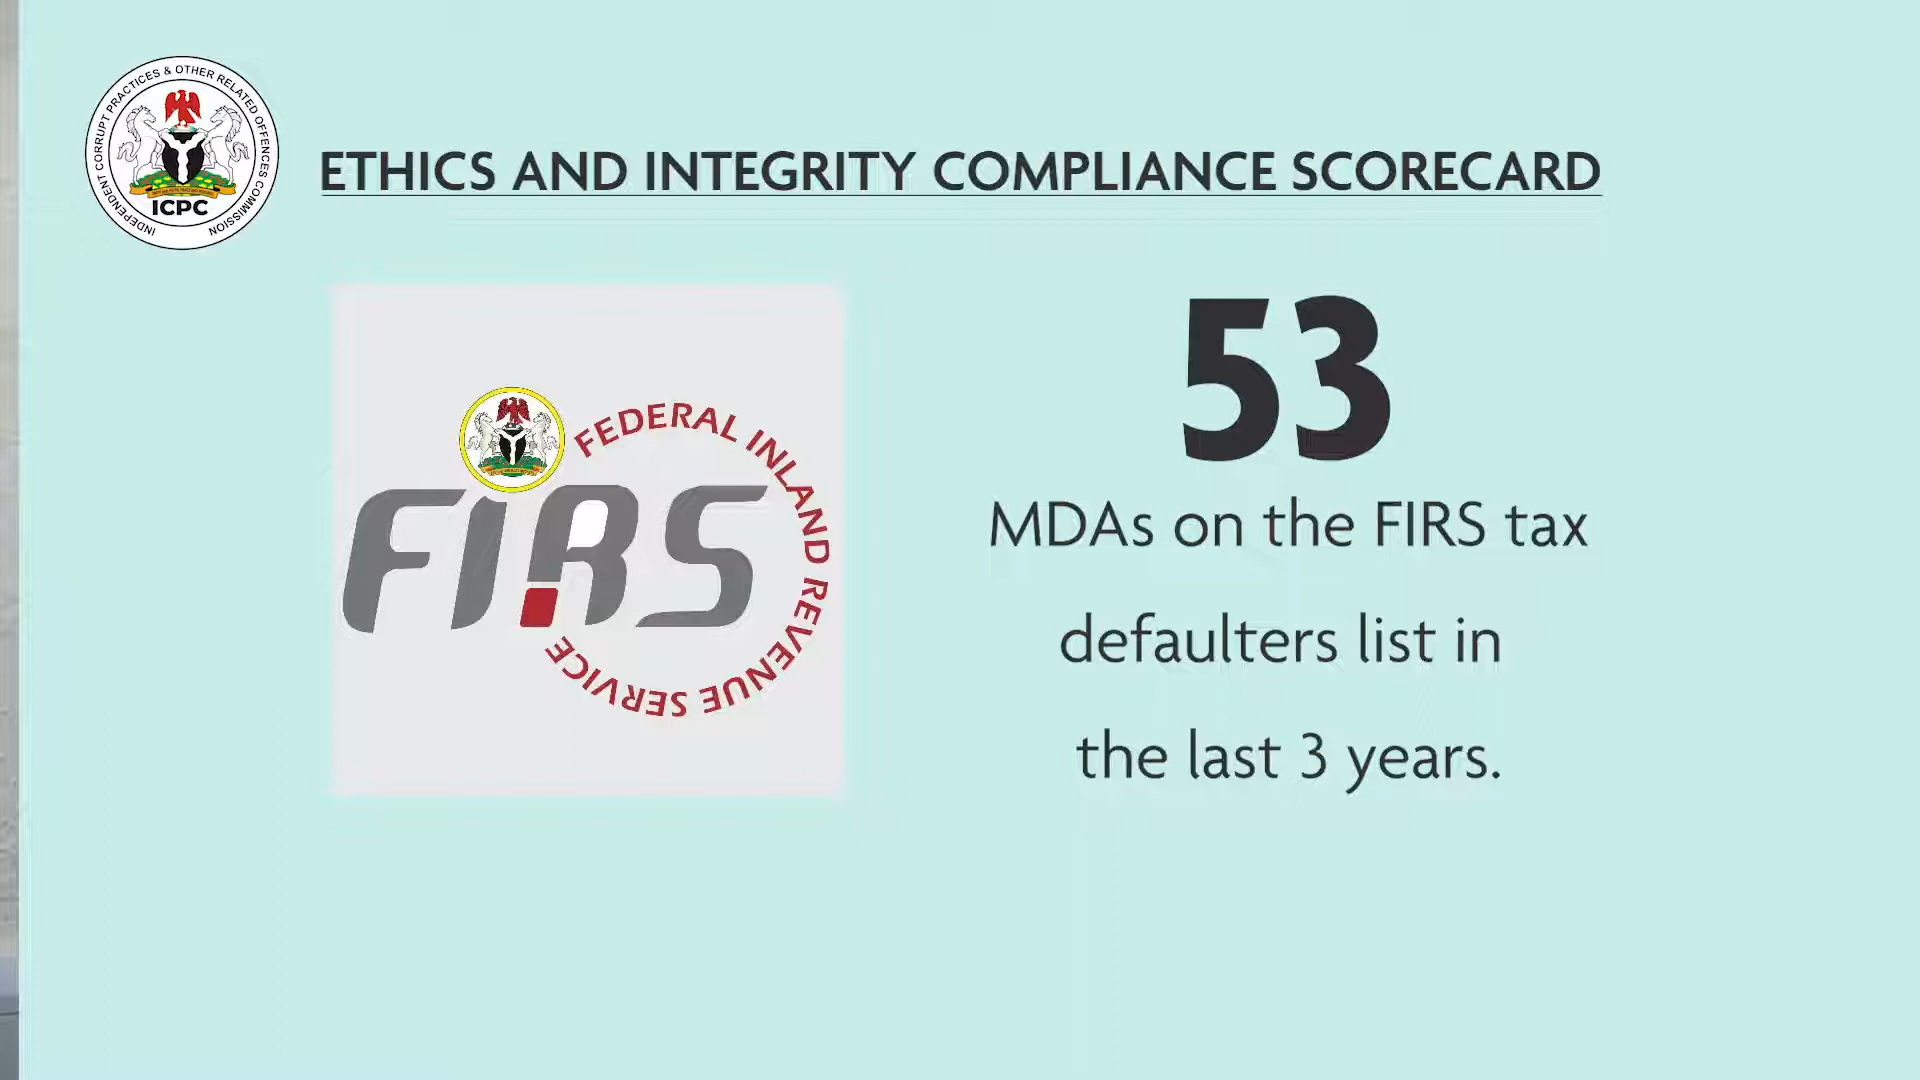 INDEPENDENT CORRUPT PRACTICES & OTHER RELATED OFFENCES COMMISSION
ICPC
ETHICS AND INTEGRITY COMPLIANCE SCORECARD
FEDERAL INLAND REVENUE SERVICE
FIRS
53
MDAs on the FIRS tax
defaulters list in
the last 3 years.